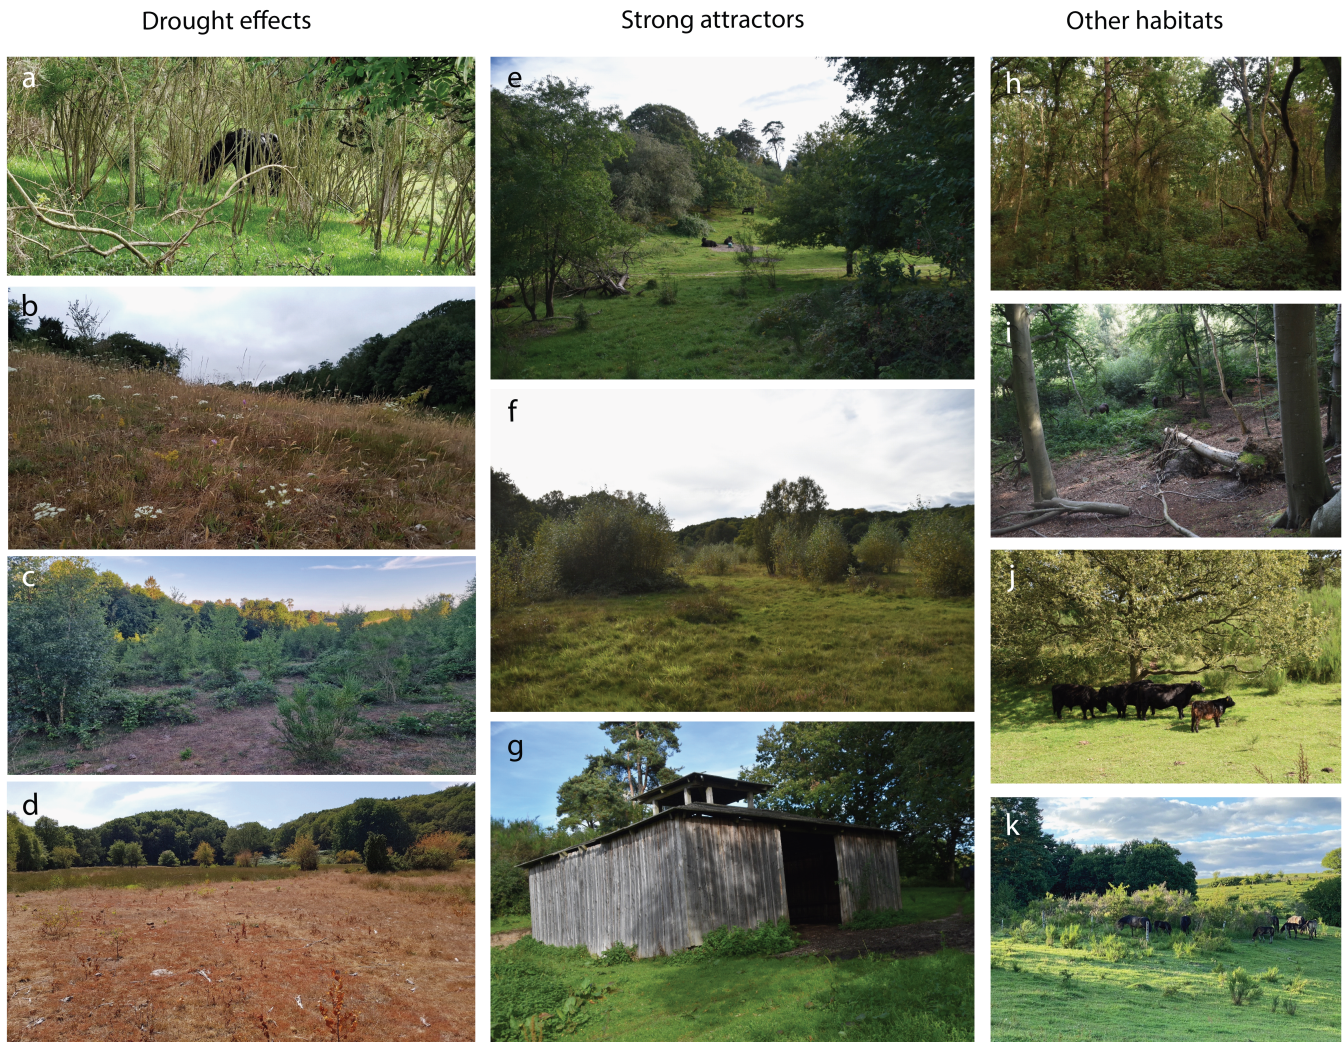 Drought effects
Strong attractors
Other habitats
a
b
c
d
e
f
g
h
i
j
k